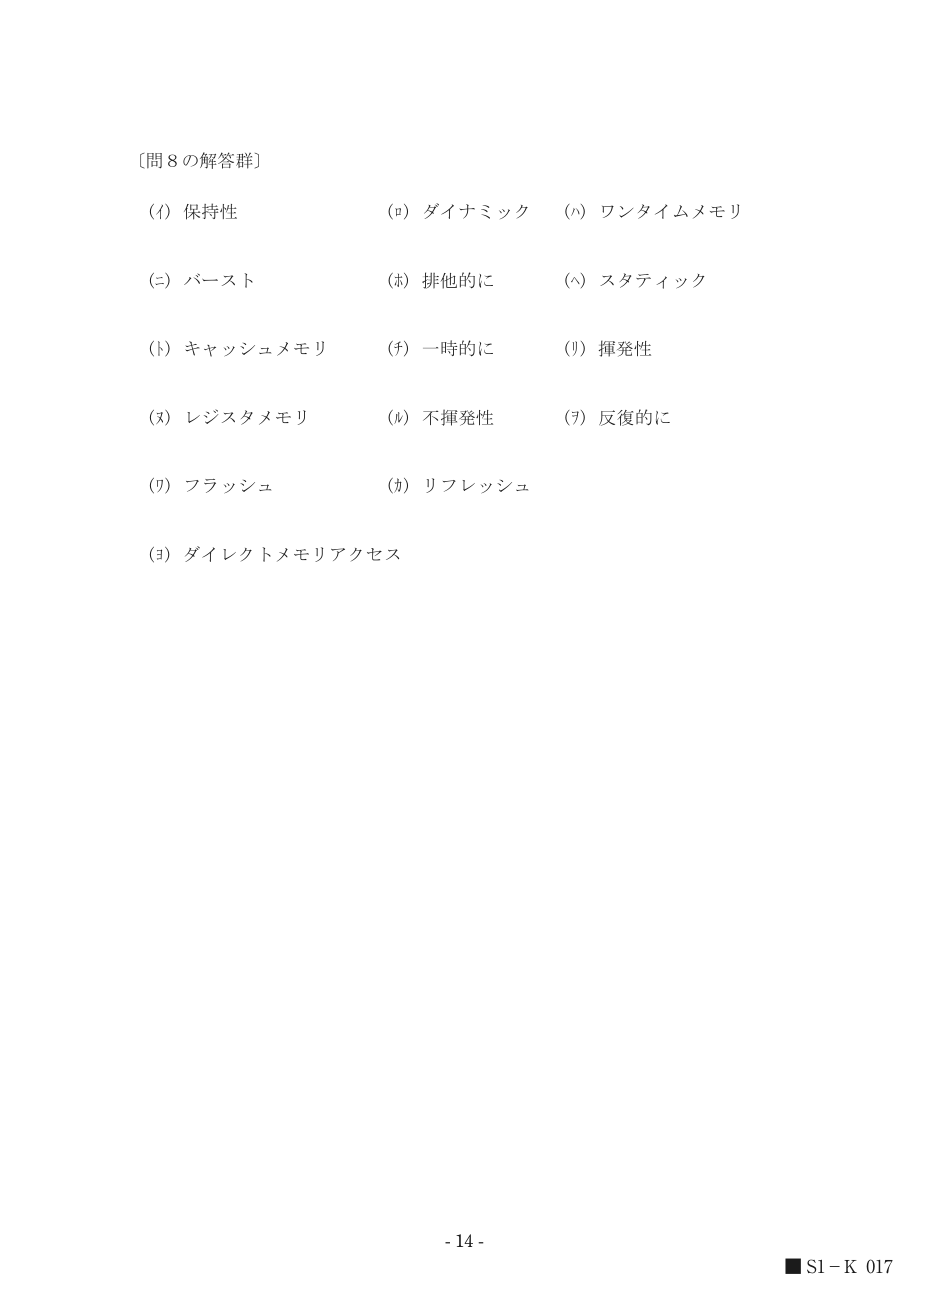 〔問８の解答群〕
(ｲ) 保持性 (ﾛ) ダイナミック (ﾊ) ワンタイムメモリ
(ﾆ) バースト (ﾎ) 排他的に (ﾍ) スタティック
(ﾄ) キャッシュメモリ (ﾁ) 一時的に (ﾘ) 揮発性
(ﾇ) レジスタメモリ (ﾙ) 不揮発性 (ｦ) 反復的に
(ﾜ) フラッシュ (ｶ) リフレッシュ
(ﾖ) ダイレクトメモリアクセス
- 14 -
■ S1－K 017